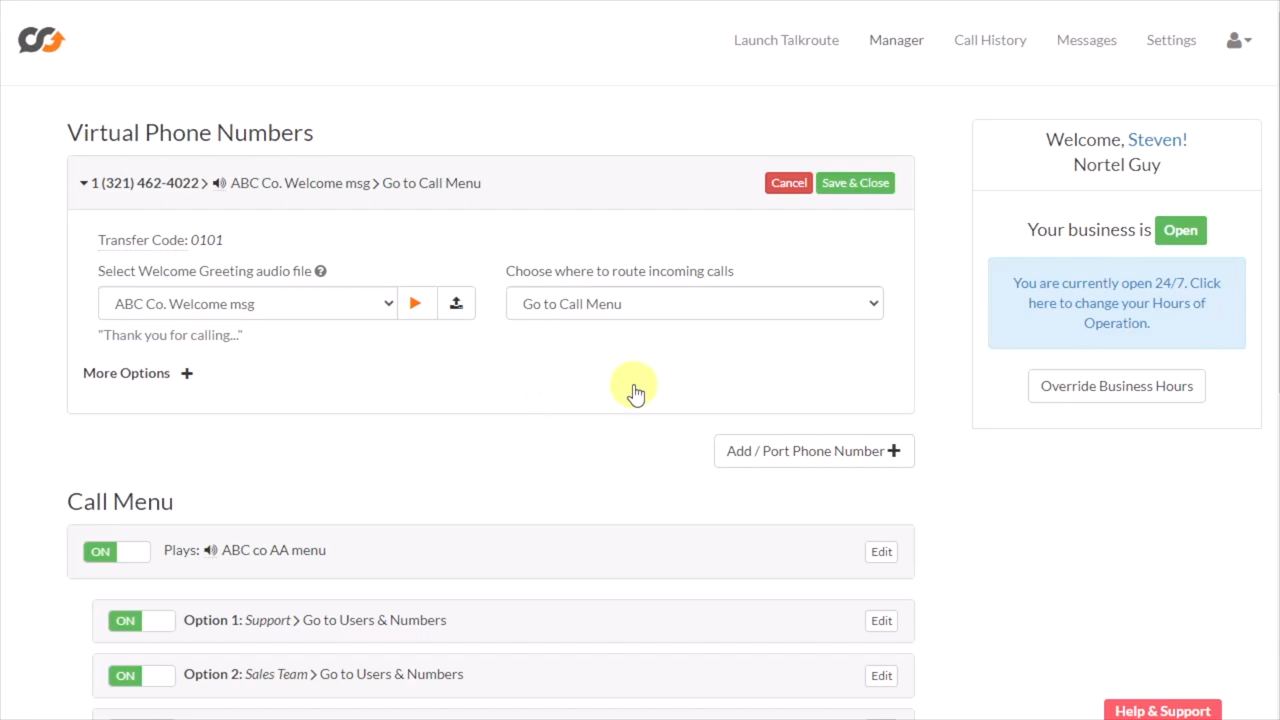 Launch Talkroute Manager Call History Messages Settings
Virtual Phone Numbers
1 (321) 462-4022 > ABC Co. Welcome msg > Go to Call Menu
Cancel Save & Close
Transfer Code: 0101
Select Welcome Greeting audio file
Choose where to route incoming calls
ABC Co. Welcome msg
Go to Call Menu
"Thank you for calling..."
More Options +
Add / Port Phone Number +
Call Menu
ON Plays: ABC co AA menu Edit
ON Option 1: Support > Go to Users & Numbers Edit
ON Option 2: Sales Team > Go to Users & Numbers Edit
Welcome, Steven!
Nortel Guy
Your business is Open
You are currently open 24/7. Click
here to change your Hours of
Operation.
Override Business Hours
Help & Support